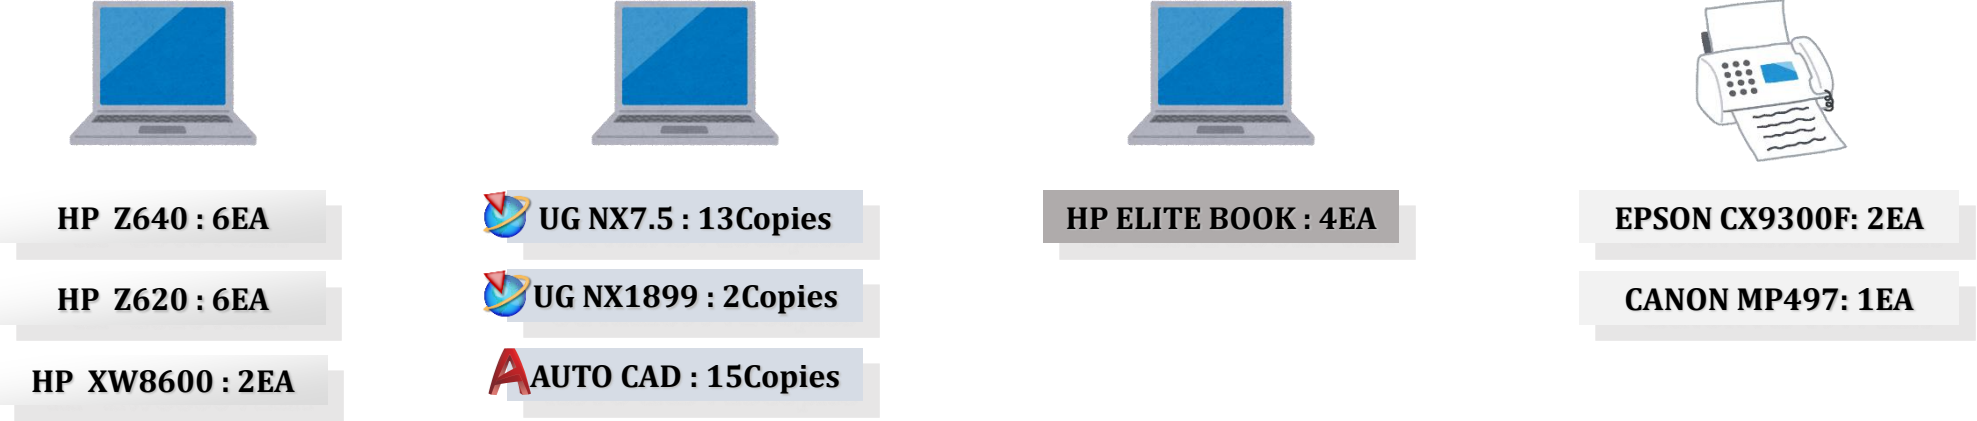 HP Z640 : 6EA
HP Z620 : 6EA
HP XW8600 : 2EA
UG NX7.5 : 13Copies
UG NX1899 : 2Copies
AUTO CAD : 15Copies
HP ELITE BOOK : 4EA
EPSON CX9300F: 2EA
CANON MP497: 1EA